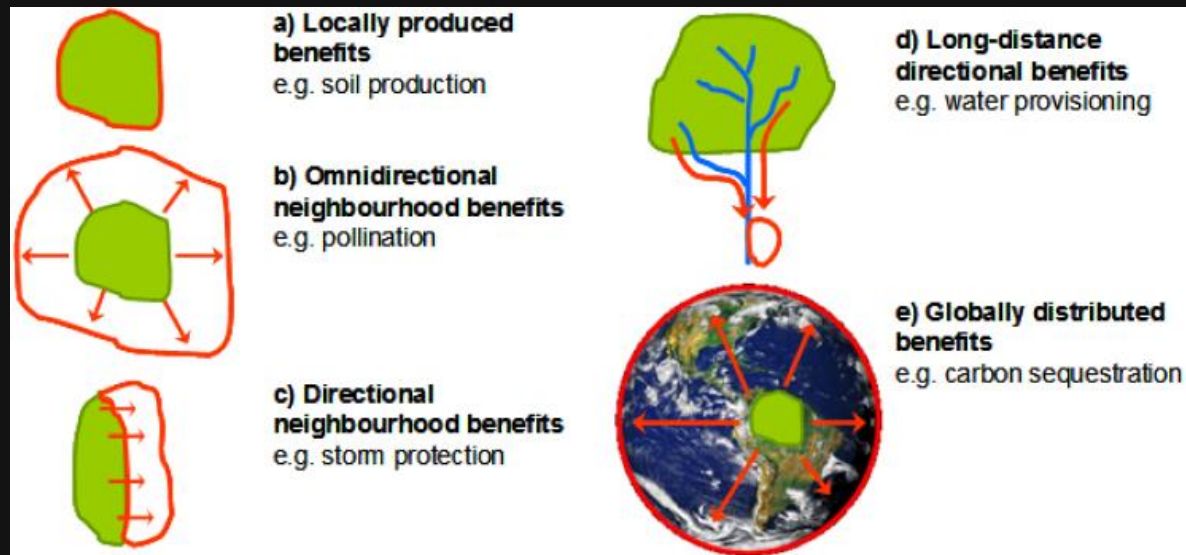 a) Locally produced
benefits
e.g. soil production
b) Omnidirectional
neighbourhood benefits
e.g. pollination
c) Directional
neighbourhood benefits
e.g. storm protection
d) Long-distance
directional benefits
e.g. water provisioning
e) Globally distributed
benefits
e.g. carbon sequestration